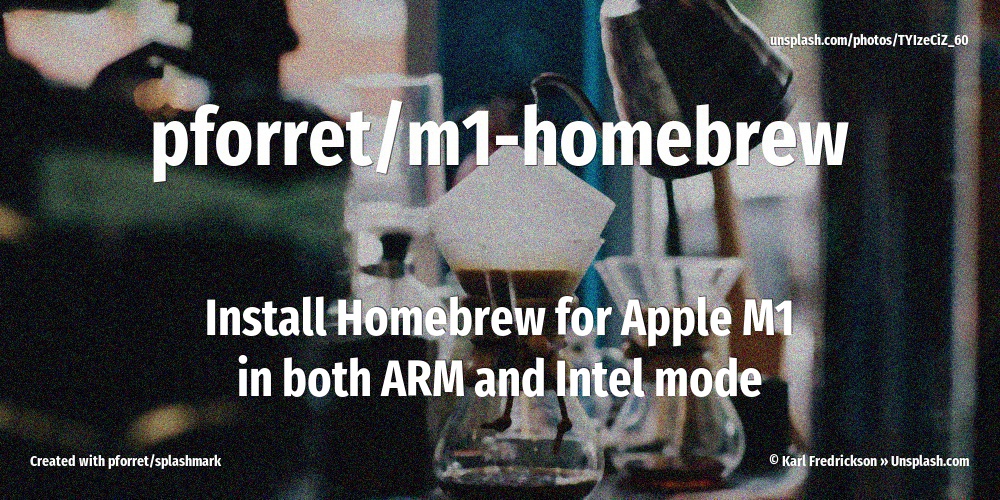 unsplash.com/photos/TYIzeCiZ_60
pforret/m1-homebrew
Install Homebrew for Apple M1
in both ARM and Intel mode
Created with pforret/splashmark
© Karl Fredrickson » Unsplash.com